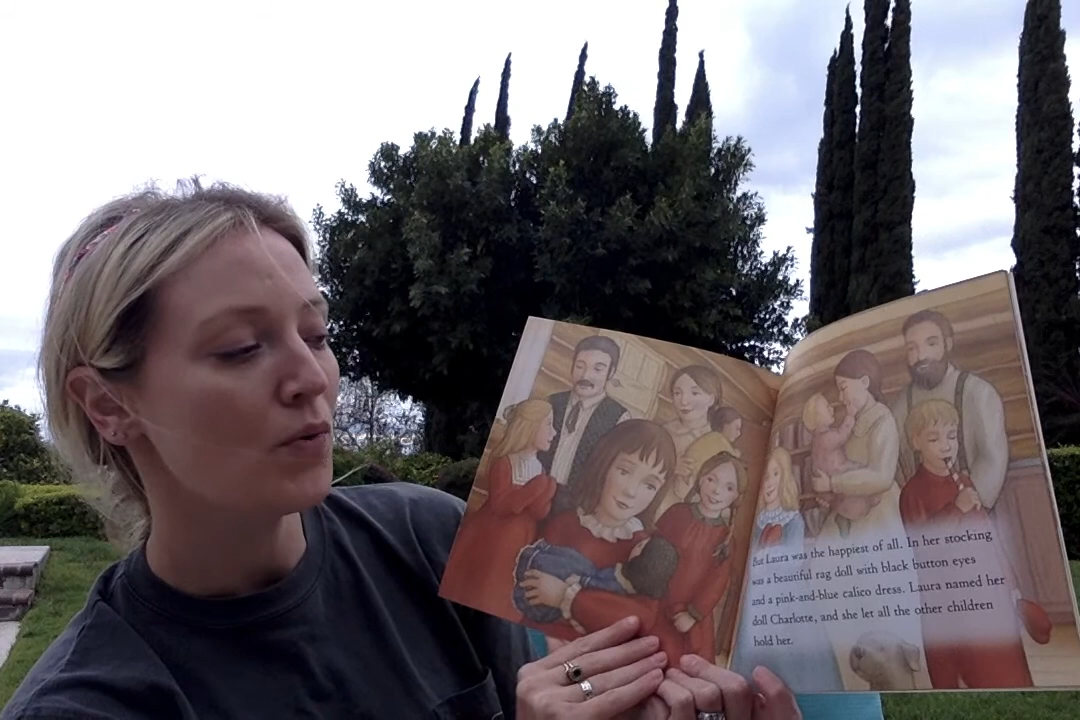 But Laura was the happiest of all. In her stocking
was a beautiful rag doll with black button eyes
and a pink-and-blue calico dress. Laura named her
doll Charlotte, and she let all the other children
hold her.